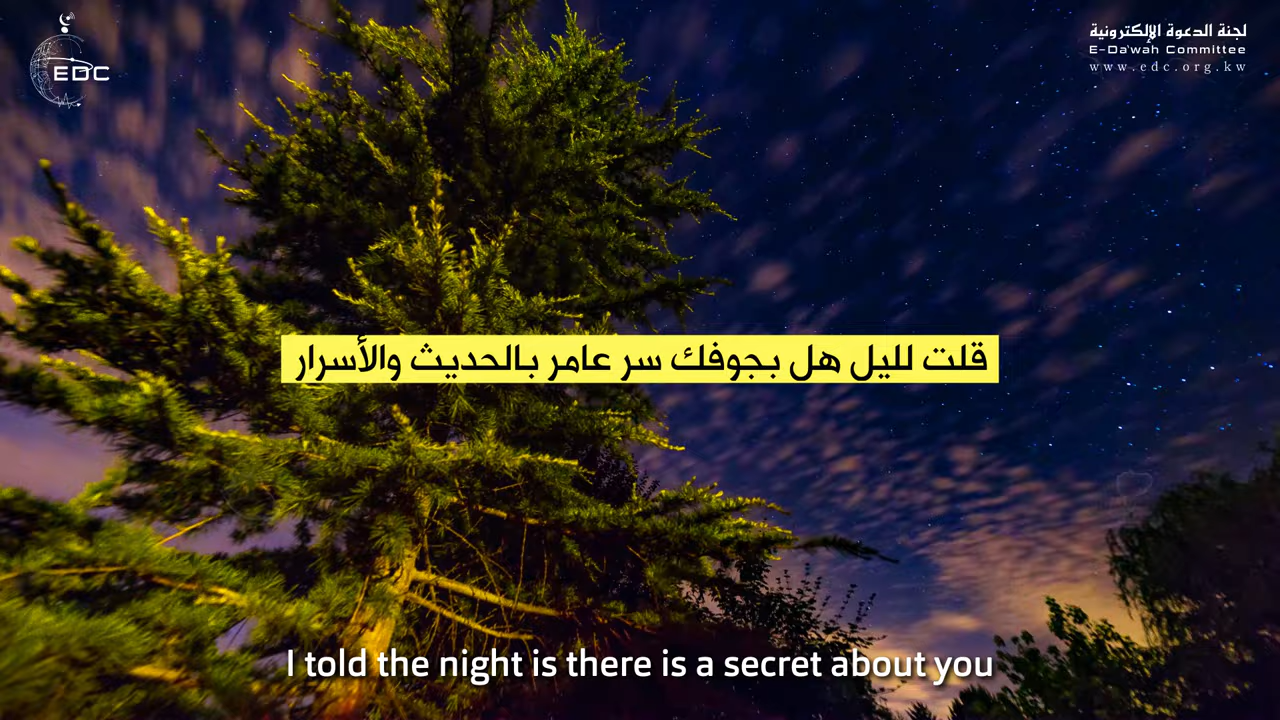 EDC
لجنة الدعوة الإلكترونية
E-Da'wah Committee
www.edc.org.kw
قلت لليل هل بجوفك سر عامر بالحديث والأسرار
I told the night is there is a secret about you